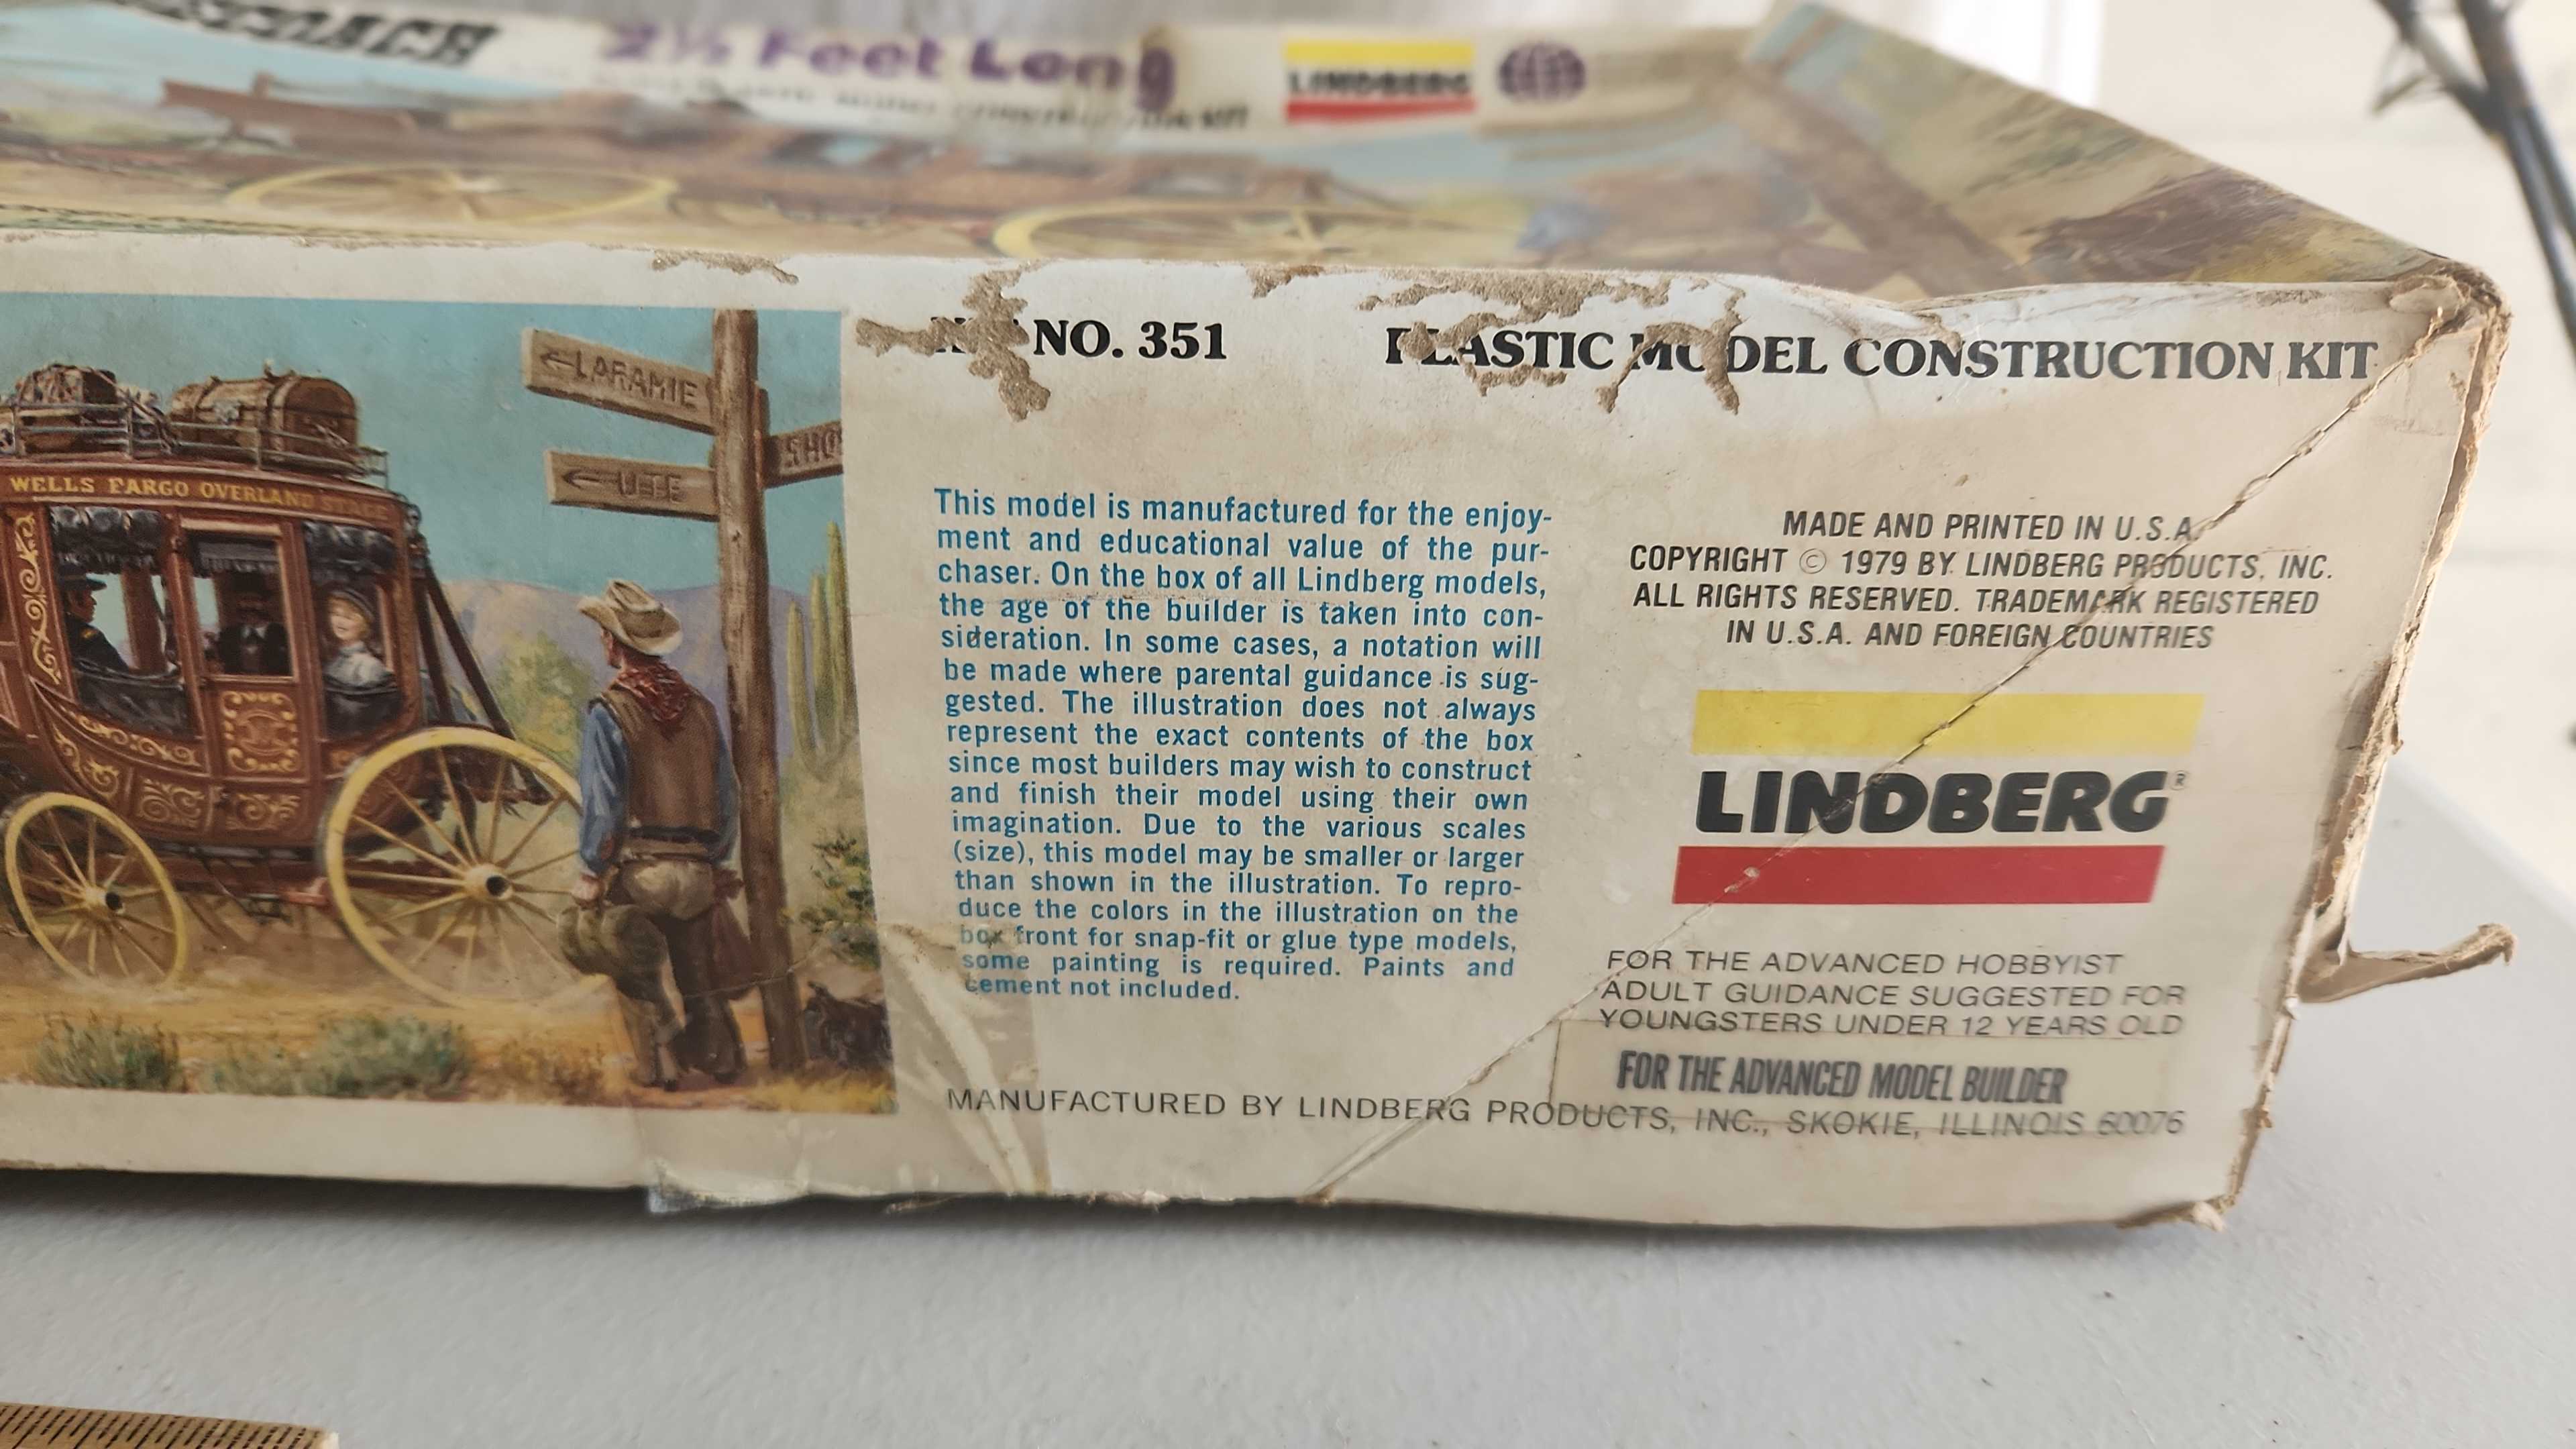 2½ Feet Long
LINDBERG
KIT
NO. 351
PLASTIC MODEL CONSTRUCTION KIT
←LARAMIE
←UTE
SHO
WELLS FARGO OVERLAND STAGE
This model is manufactured for the enjoy-
ment and educational value of the pur-
chaser. On the box of all Lindberg models,
the age of the builder is taken into con-
sideration. In some cases, a notation will
be made where parental guidance is sug-
gested. The illustration does not always
represent the exact contents of the box
since most builders may wish to construct
and finish their model using their own
imagination. Due to the various scales
(size), this model may be smaller or larger
than shown in the illustration. To repro-
duce the colors in the illustration on the
box front for snap-fit or glue type models,
some painting is required. Paints and
cement not included.
MADE AND PRINTED IN U.S.A.
COPYRIGHT © 1979 BY LINDBERG PRODUCTS, INC.
ALL RIGHTS RESERVED. TRADEMARK REGISTERED
IN U.S.A. AND FOREIGN COUNTRIES
LINDBERG®
FOR THE ADVANCED HOBBYIST
ADULT GUIDANCE SUGGESTED FOR
YOUNGSTERS UNDER 12 YEARS OLD
FOR THE ADVANCED MODEL BUILDER
MANUFACTURED BY LINDBERG PRODUCTS, INC., SKOKIE, ILLINOIS 60076